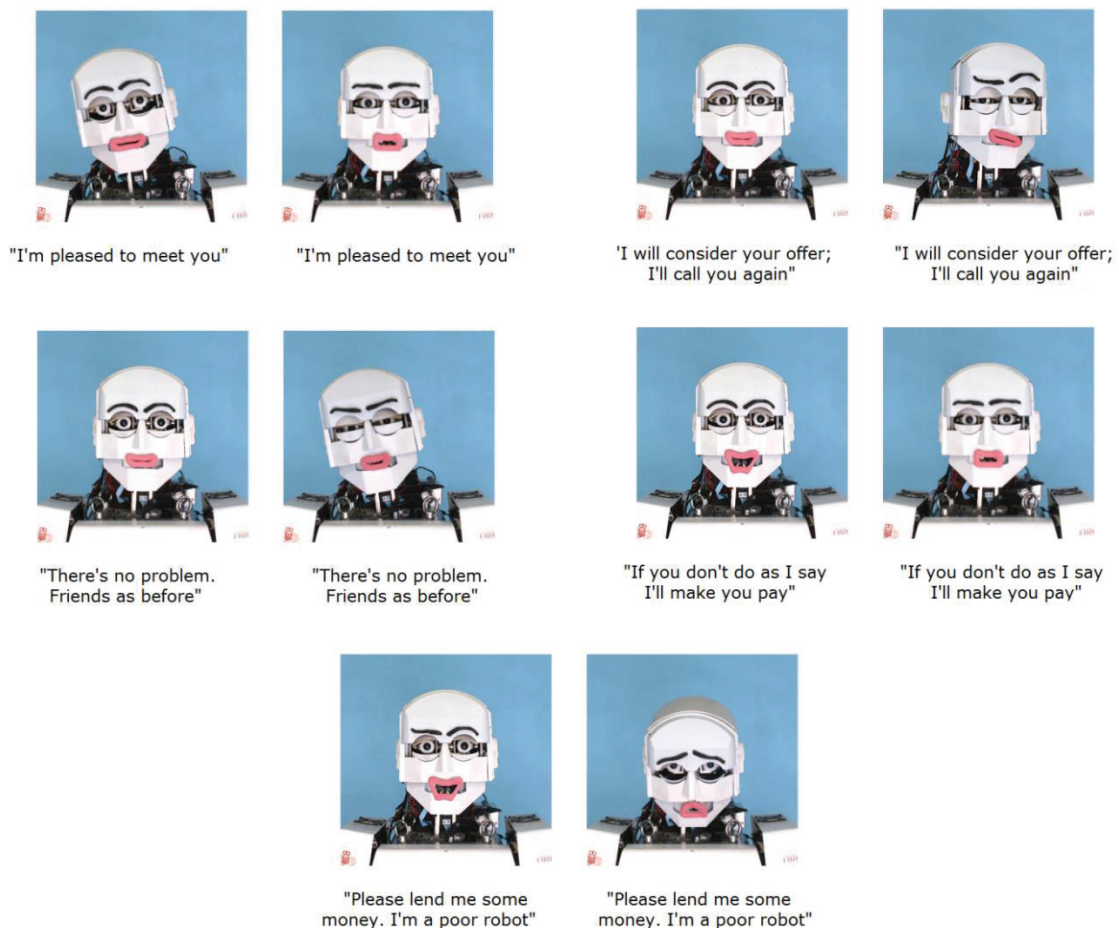 "I'm pleased to meet you"
"I'm pleased to meet you"
'I will consider your offer;
I'll call you again"
"I will consider your offer;
I'll call you again"
"There's no problem.
Friends as before"
"There's no problem.
Friends as before"
"If you don't do as I say
I'll make you pay"
"If you don't do as I say
I'll make you pay"
"Please lend me some
money. I'm a poor robot"
"Please lend me some
money. I'm a poor robot"